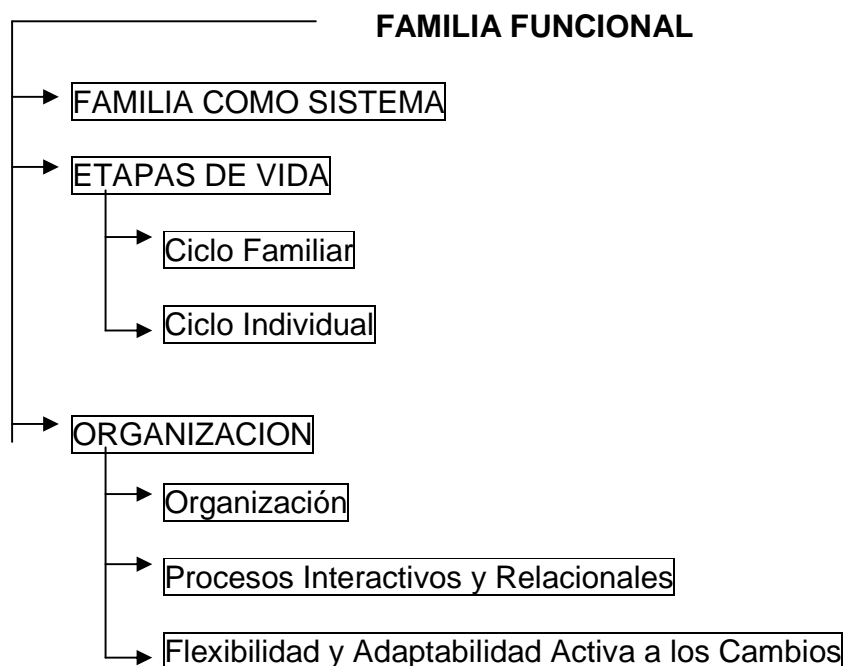 FAMILIA FUNCIONAL
FAMILIA COMO SISTEMA
ETAPAS DE VIDA
Ciclo Familiar
Ciclo Individual
ORGANIZACION
Organización
Procesos Interactivos y Relacionales
Flexibilidad y Adaptabilidad Activa a los Cambios